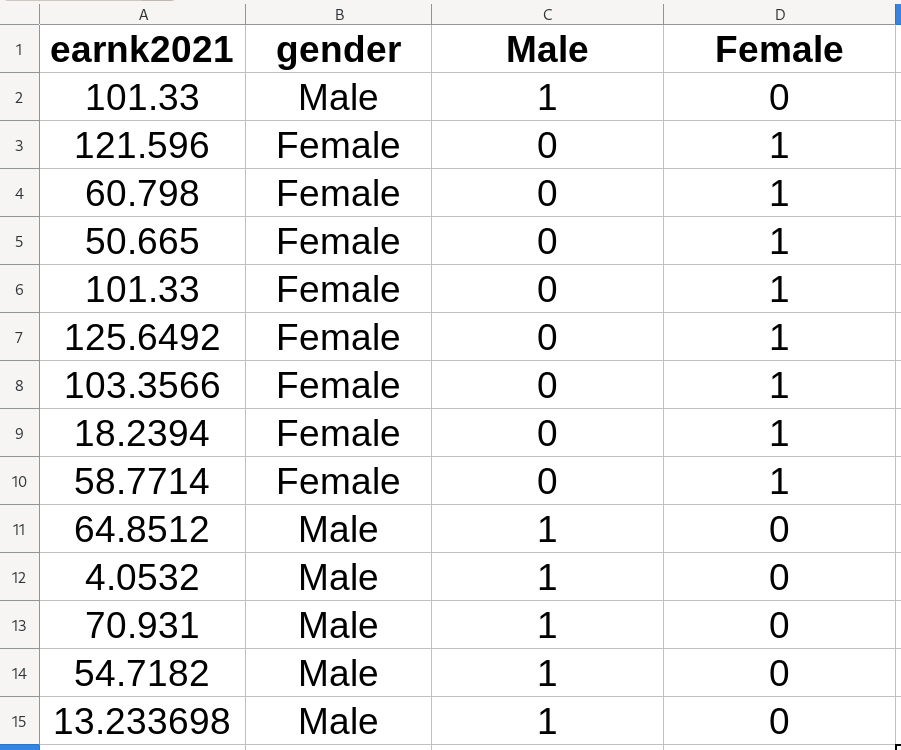 A B C D
1 earnk2021 gender Male Female
2 101.33 Male 1 0
3 121.596 Female 0 1
4 60.798 Female 0 1
5 50.665 Female 0 1
6 101.33 Female 0 1
7 125.6492 Female 0 1
8 103.3566 Female 0 1
9 18.2394 Female 0 1
10 58.7714 Female 0 1
11 64.8512 Male 1 0
12 4.0532 Male 1 0
13 70.931 Male 1 0
14 54.7182 Male 1 0
15 13.233698 Male 1 0